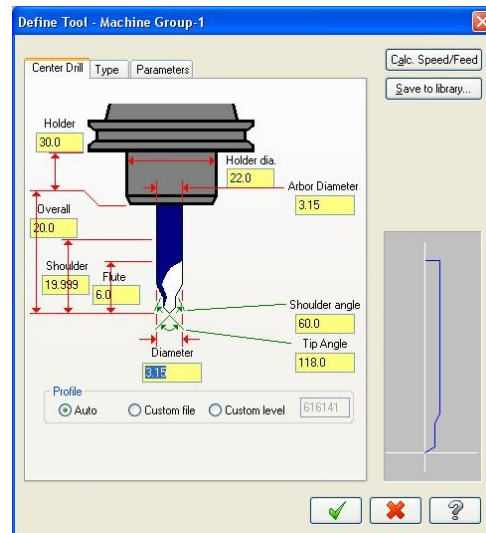 Define Tool - Machine Group-1
Center Drill Type Parameters
Calc. Speed/Feed
Save to library...
Holder
30.0
Holder dia.
22.0
Arbor Diameter
3.15
Overall
20.0
Shoulder
19.999
Flute
6.0
Shoulder angle
60.0
Tip Angle
118.0
Diameter
3.15
Profile
Auto Custom file Custom level 616141
?